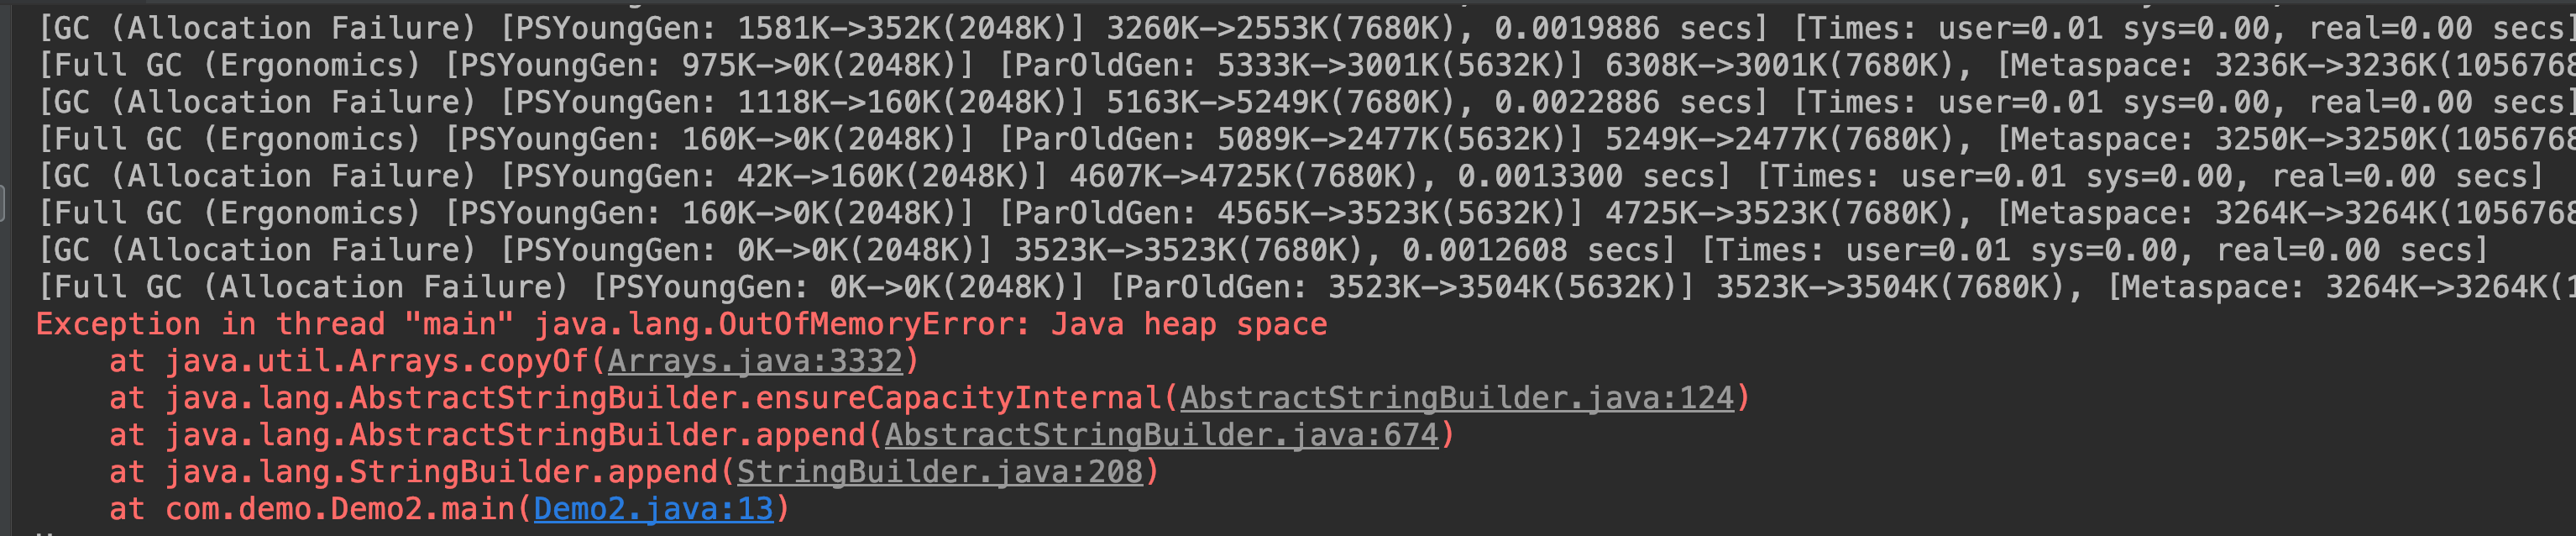 [GC (Allocation Failure) [PSYoungGen: 1581K->352K(2048K)] 3260K->2553K(7680K), 0.0019886 secs] [Times: user=0.01 sys=0.00, real=0.00 secs]
[Full GC (Ergonomics) [PSYoungGen: 975K->0K(2048K)] [ParOldGen: 5333K->3001K(5632K)] 6308K->3001K(7680K), [Metaspace: 3236K->3236K(1056768
[GC (Allocation Failure) [PSYoungGen: 1118K->160K(2048K)] 5163K->5249K(7680K), 0.0022886 secs] [Times: user=0.01 sys=0.00, real=0.00 secs]
[Full GC (Ergonomics) [PSYoungGen: 160K->0K(2048K)] [ParOldGen: 5089K->2477K(5632K)] 5249K->2477K(7680K), [Metaspace: 3250K->3250K(1056768
[GC (Allocation Failure) [PSYoungGen: 42K->160K(2048K)] 4607K->4725K(7680K), 0.0013300 secs] [Times: user=0.01 sys=0.00, real=0.00 secs]
[Full GC (Ergonomics) [PSYoungGen: 160K->0K(2048K)] [ParOldGen: 4565K->3523K(5632K)] 4725K->3523K(7680K), [Metaspace: 3264K->3264K(1056768
[GC (Allocation Failure) [PSYoungGen: 0K->0K(2048K)] 3523K->3523K(7680K), 0.0012608 secs] [Times: user=0.01 sys=0.00, real=0.00 secs]
[Full GC (Allocation Failure) [PSYoungGen: 0K->0K(2048K)] [ParOldGen: 3523K->3504K(5632K)] 3523K->3504K(7680K), [Metaspace: 3264K->3264K(1
Exception in thread "main" java.lang.OutOfMemoryError: Java heap space
at java.util.Arrays.copyOf(Arrays.java:3332)
at java.lang.AbstractStringBuilder.ensureCapacityInternal(AbstractStringBuilder.java:124)
at java.lang.AbstractStringBuilder.append(AbstractStringBuilder.java:674)
at java.lang.StringBuilder.append(StringBuilder.java:208)
at com.demo.Demo2.main(Demo2.java:13)